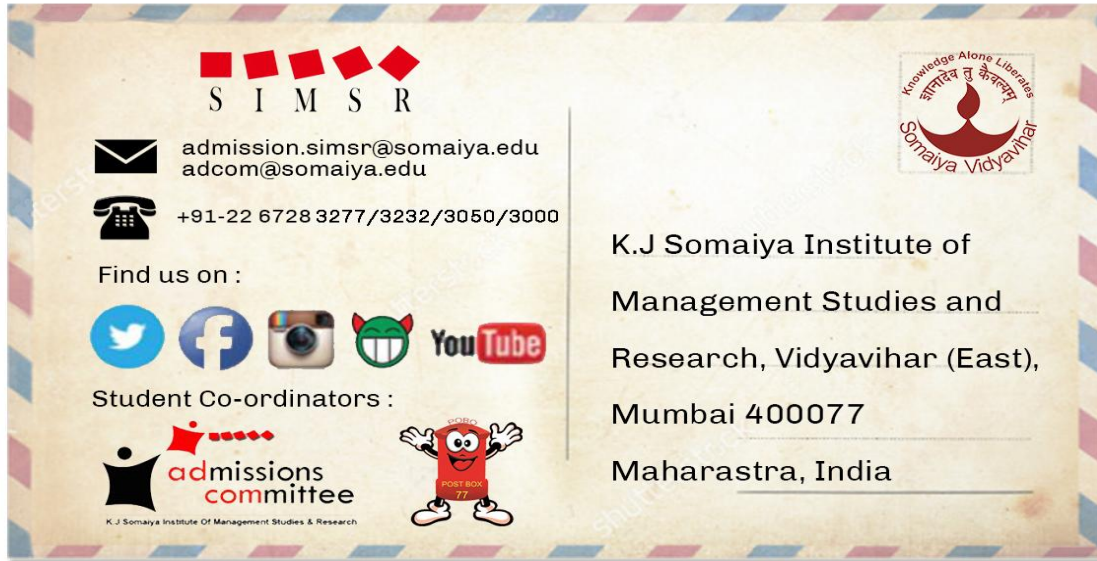 S I M S R
admission.simsr@somaiya.edu
adcom@somaiya.edu
+91-22 6728 3277/3232/3050/3000
Find us on :
You Tube
Student Co-ordinators :
admissions
committee
K.J Somaiya Institute Of Management Studies & Research
POBO
POST BOX
77
Knowledge Alone Liberates
ज्ञानादेव तु कैवल्यम्
Somaiya Vidyavihar
K.J Somaiya Institute of
Management Studies and
Research, Vidyavihar (East),
Mumbai 400077
Maharastra, India